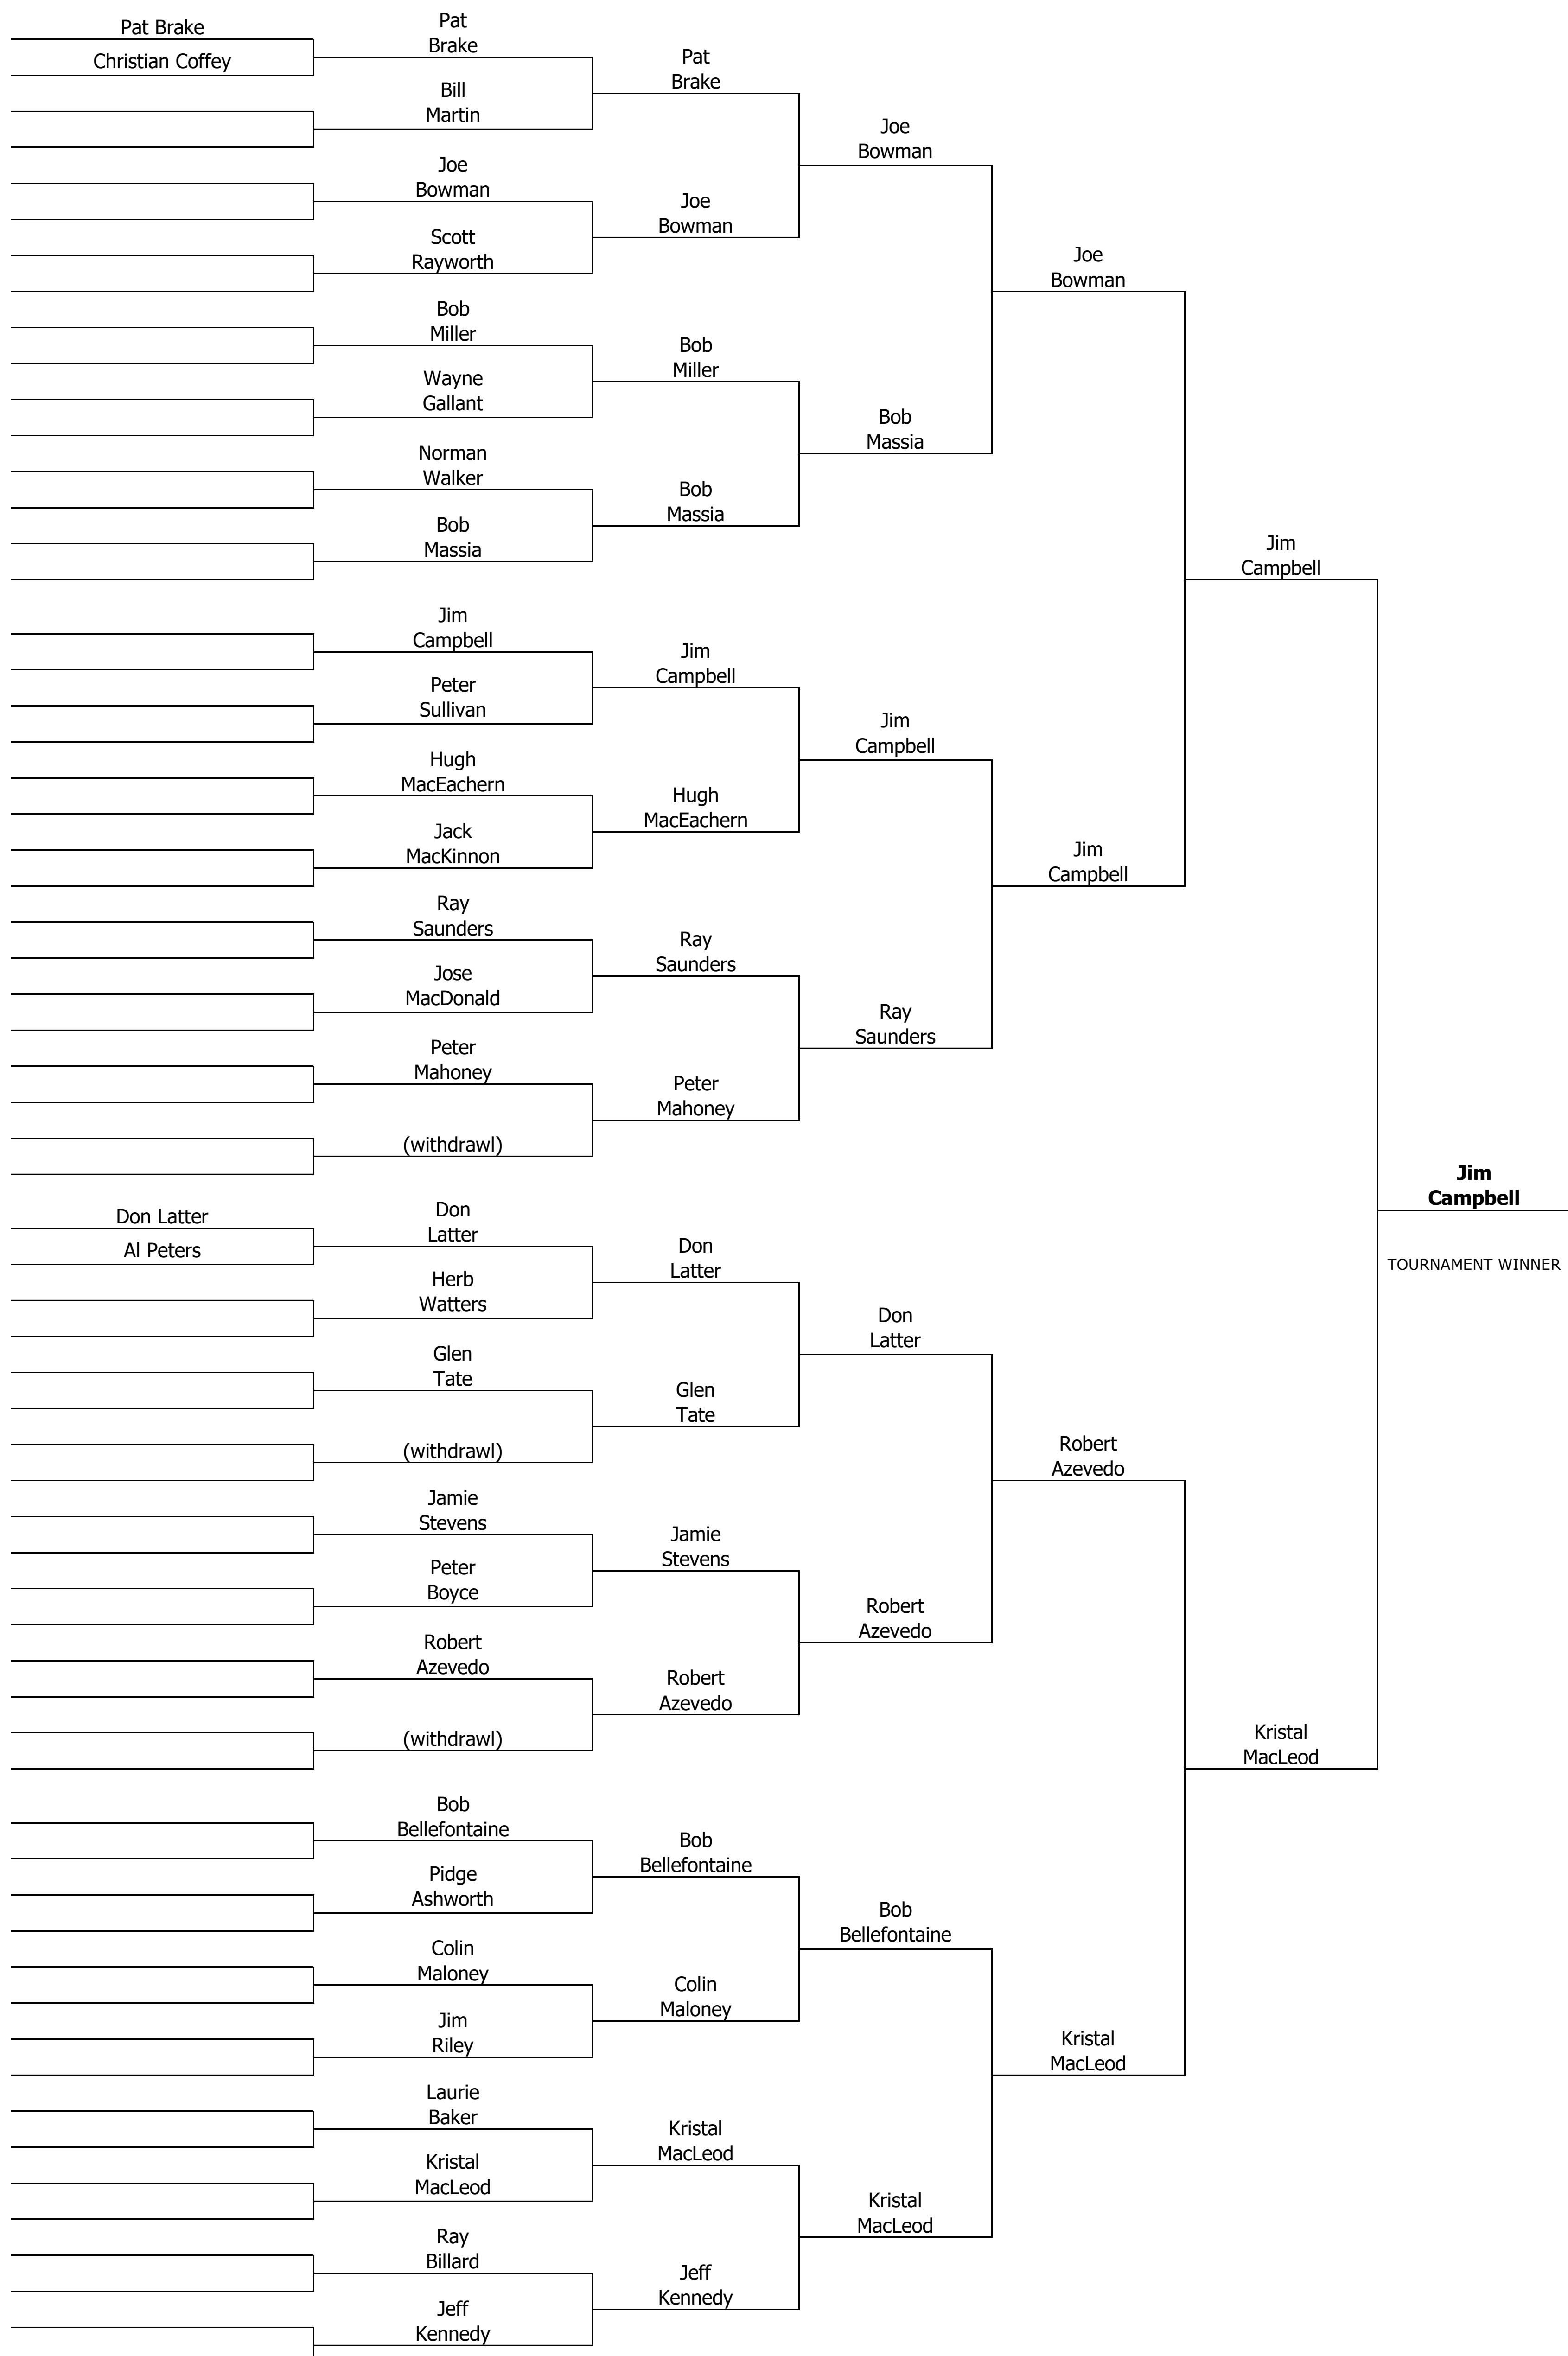 Pat Brake
Christian Coffey
Don Latter
Al Peters
Pat
Brake
Bill
Martin
Joe
Bowman
Scott
Rayworth
Bob
Miller
Wayne
Gallant
Norman
Walker
Bob
Massia
Jim
Campbell
Peter
Sullivan
Hugh
MacEachern
Jack
MacKinnon
Ray
Saunders
Jose
MacDonald
Peter
Mahoney
(withdrawl)
Don
Latter
Herb
Watters
Glen
Tate
(withdrawl)
Jamie
Stevens
Peter
Boyce
Robert
Azevedo
(withdrawl)
Bob
Bellefontaine
Pidge
Ashworth
Colin
Maloney
Jim
Riley
Laurie
Baker
Kristal
MacLeod
Ray
Billard
Jeff
Kennedy
Pat
Brake
Joe
Bowman
Bob
Miller
Bob
Massia
Jim
Campbell
Hugh
MacEachern
Ray
Saunders
Peter
Mahoney
Don
Latter
Glen
Tate
Jamie
Stevens
Robert
Azevedo
Bob
Bellefontaine
Colin
Maloney
Kristal
MacLeod
Jeff
Kennedy
Joe
Bowman
Bob
Massia
Jim
Campbell
Ray
Saunders
Don
Latter
Robert
Azevedo
Bob
Bellefontaine
Kristal
MacLeod
Joe
Bowman
Jim
Campbell
Robert
Azevedo
Kristal
MacLeod
Jim
Campbell
Kristal
MacLeod
Jim
Campbell
TOURNAMENT WINNER